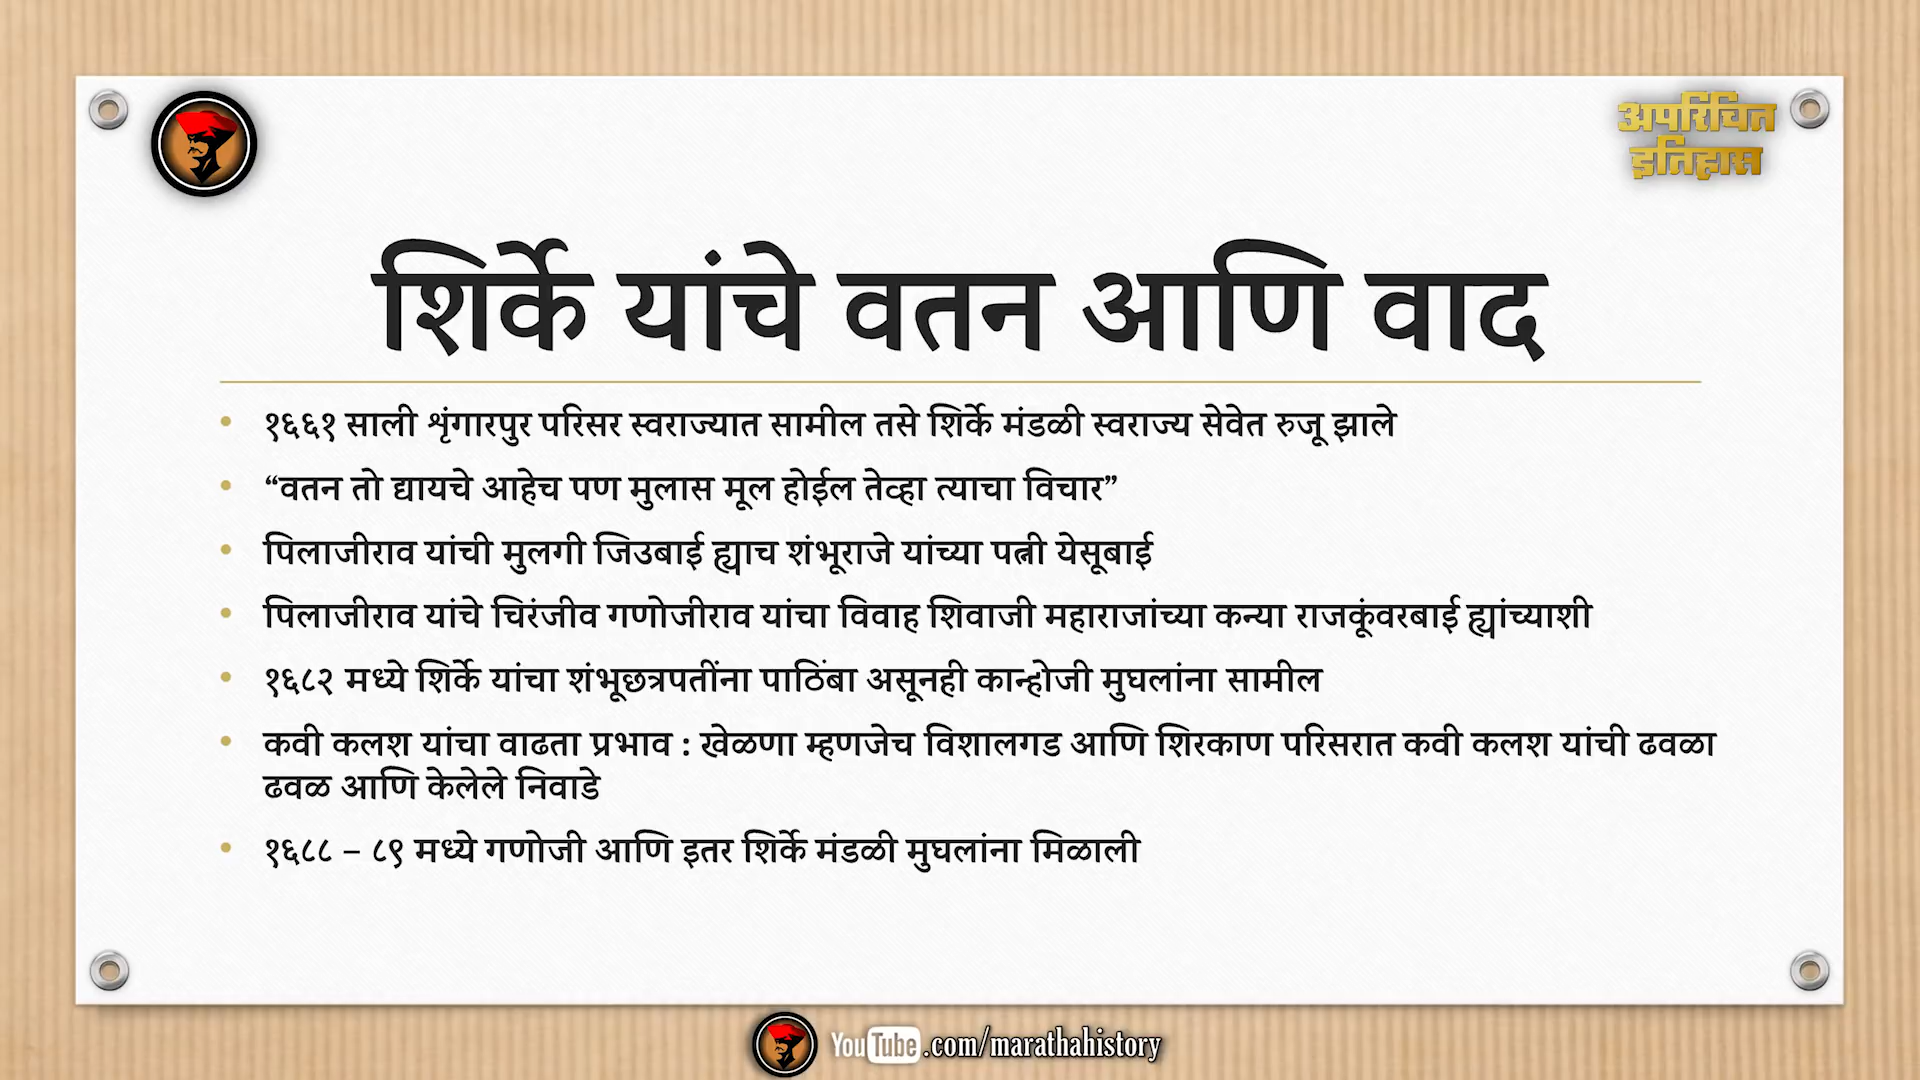 अपरिचित
इतिहास
शिर्के यांचे वतन आणि वाद
• १६६१ साली शृंगारपुर परिसर स्वराज्यात सामील तसे शिर्के मंडळी स्वराज्य सेवेत रुजू झाले
• “वतन तो द्यायचे आहेच पण मुलास मूल होईल तेव्हा त्याचा विचार”
• पिलाजीराव यांची मुलगी जिउबाई ह्याच शंभूराजे यांच्या पत्नी येसूबाई
• पिलाजीराव यांचे चिरंजीव गणोजीराव यांचा विवाह शिवाजी महाराजांच्या कन्या राजकूंवरबाई ह्यांच्याशी
• १६८२ मध्ये शिर्के यांचा शंभूछत्रपतींना पाठिंबा असूनही कान्होजी मुघलांना सामील
• कवी कलश यांचा वाढता प्रभाव : खेळणा म्हणजेच विशालगड आणि शिरकाण परिसरात कवी कलश यांची ढवळा
ढवळ आणि केलेले निवाडे
• १६८८ – ८९ मध्ये गणोजी आणि इतर शिर्के मंडळी मुघलांना मिळाली
YouTube.com/marathahistory